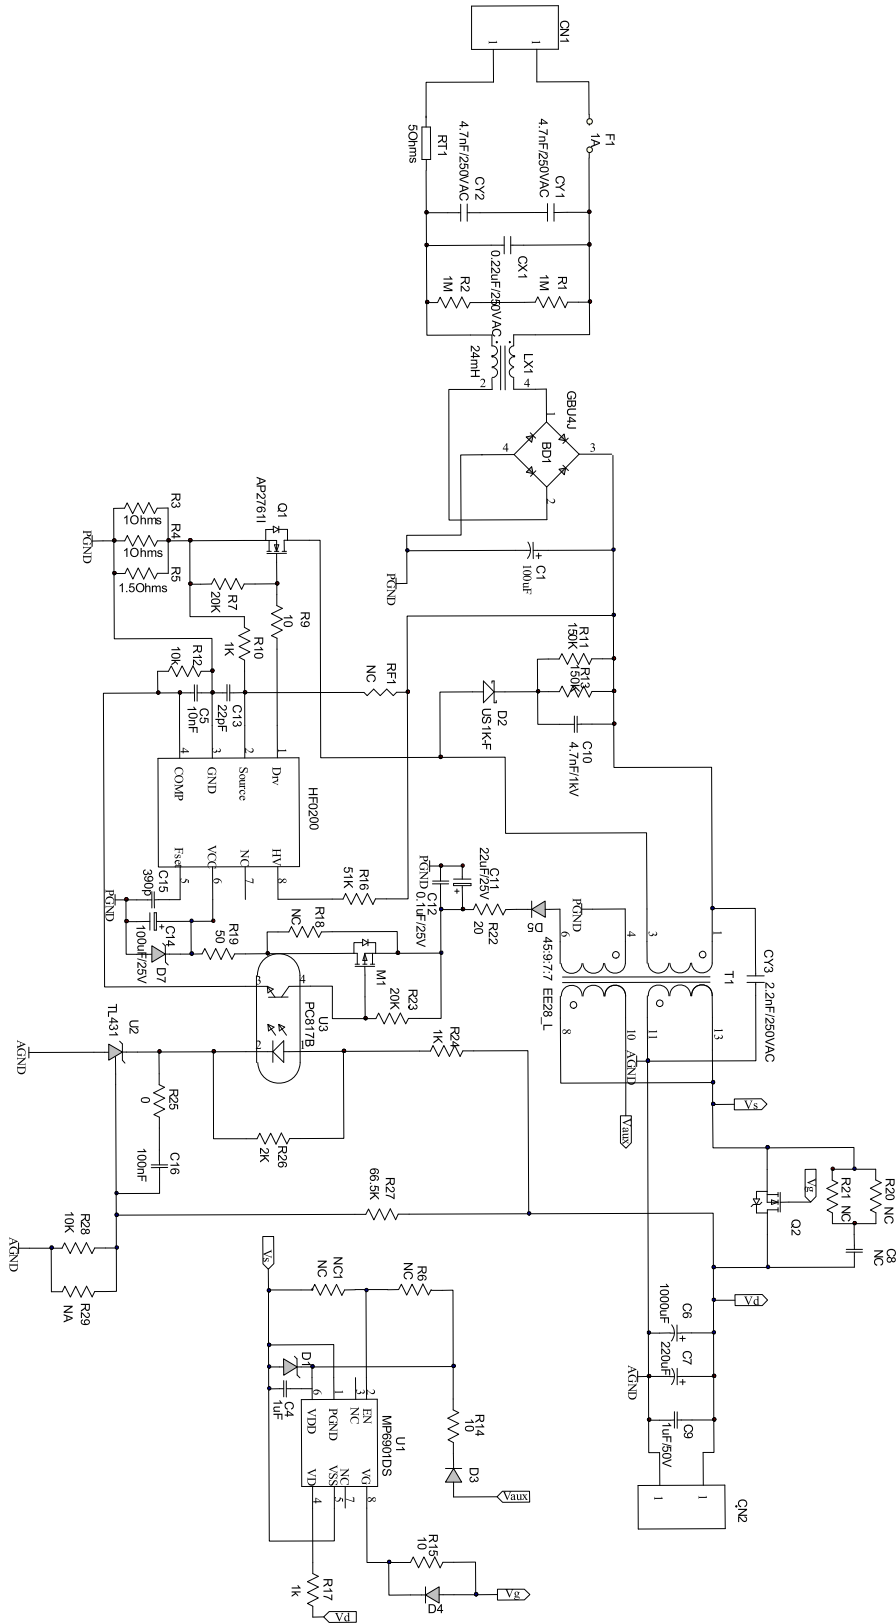 CN1
1
1
F1
1A
RT1
5Ohms
CY1
4.7nF/250VAC
CY2
4.7nF/250VAC
CX1
0.22uF/250VAC
R1
1M
R2
1M
LX1
24mH
4
2
GBU4J
BD1
1
2
3
4
C1
100uF
+
PGND
Q1
AP2761I
R3
1Ohms
R4
1Ohms
R5
1.5Ohms
PGND
R7
20K
R9
10
R10
1K
R12
10k
C5
10nF
C13
22pF
RF1
NC
R11
150K
R13
150K
C10
4.7nF/1kV
D2
US1K-F
HF0200
1
2
3
4
Drv
Source
GND
COMP
HV
NC
VCC
Fset
8
7
6
5
R16
51K
C15
390p
PGND
C14
100uF/25V
+
D7
R19
50
R18
NC
M1
R23
20K
C11
22uF/25V
+
C12
0.1uF/25V
PGND
R22
20
D5
PGND
6
4
3
1
T1
45:9:7:7 EE28_L
8
10
11
13
CY3
2.2nF/250VAC
AGND
Vaux
Vs
U3
PC817B
3
4
2
1
U2
TL431
AGND
R24
1K
R25
0
C16
100nF
R26
2K
R27
66.5K
R28
10K
R29
NA
AGND
Vg
Q2
R20
NC
R21
NC
C8
NC
Vd
C6
1000uF
+
C7
220uF
+
AGND
C9
1uF/50V
CN2
1
1
Vs
NC1
NC
R6
NC
D1
C4
1uF
U1
MP6901DS
6
1
3
2
VDD
PGND
NC
EN
VD
VSS
NC
VG
4
5
7
8
R14
10
D3
Vaux
R15
10
D4
Vg
R17
1k
Vd